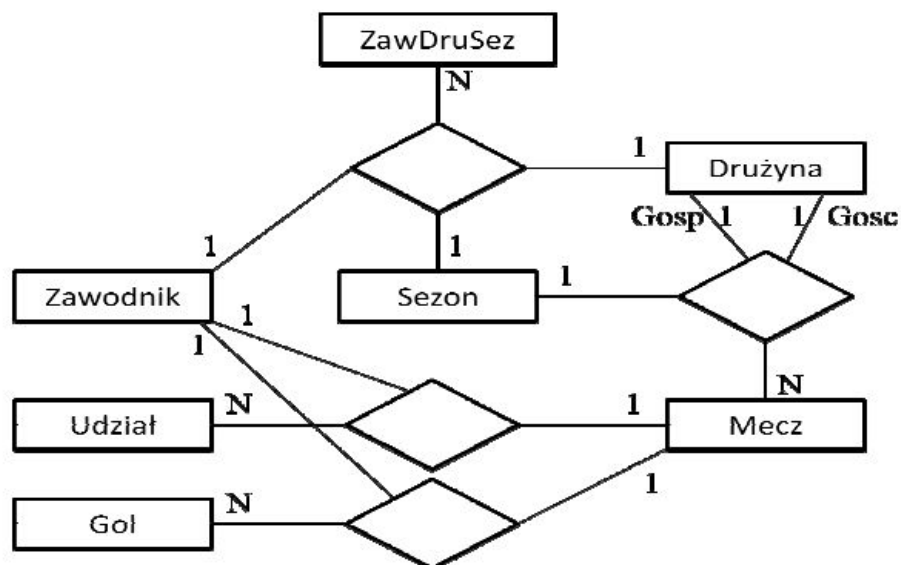 ZawDruSez
N
1
Drużyna
Gosp 1
1 Gosc
1
1
Zawodnik
Sezon
1
1
1
N
N
1
Udział
Mecz
N
1
Gol